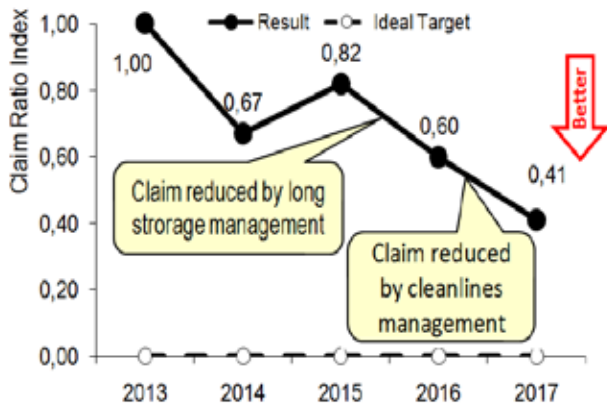 Claim Ratio Index
1,00
0,80
0,60
0,40
0,20
0,00
Result
Ideal Target
1,00
0,67
0,82
0,60
0,41
Better
Claim reduced by long
strorage management
Claim reduced
by cleanlines
management
2013 2014 2015 2016 2017